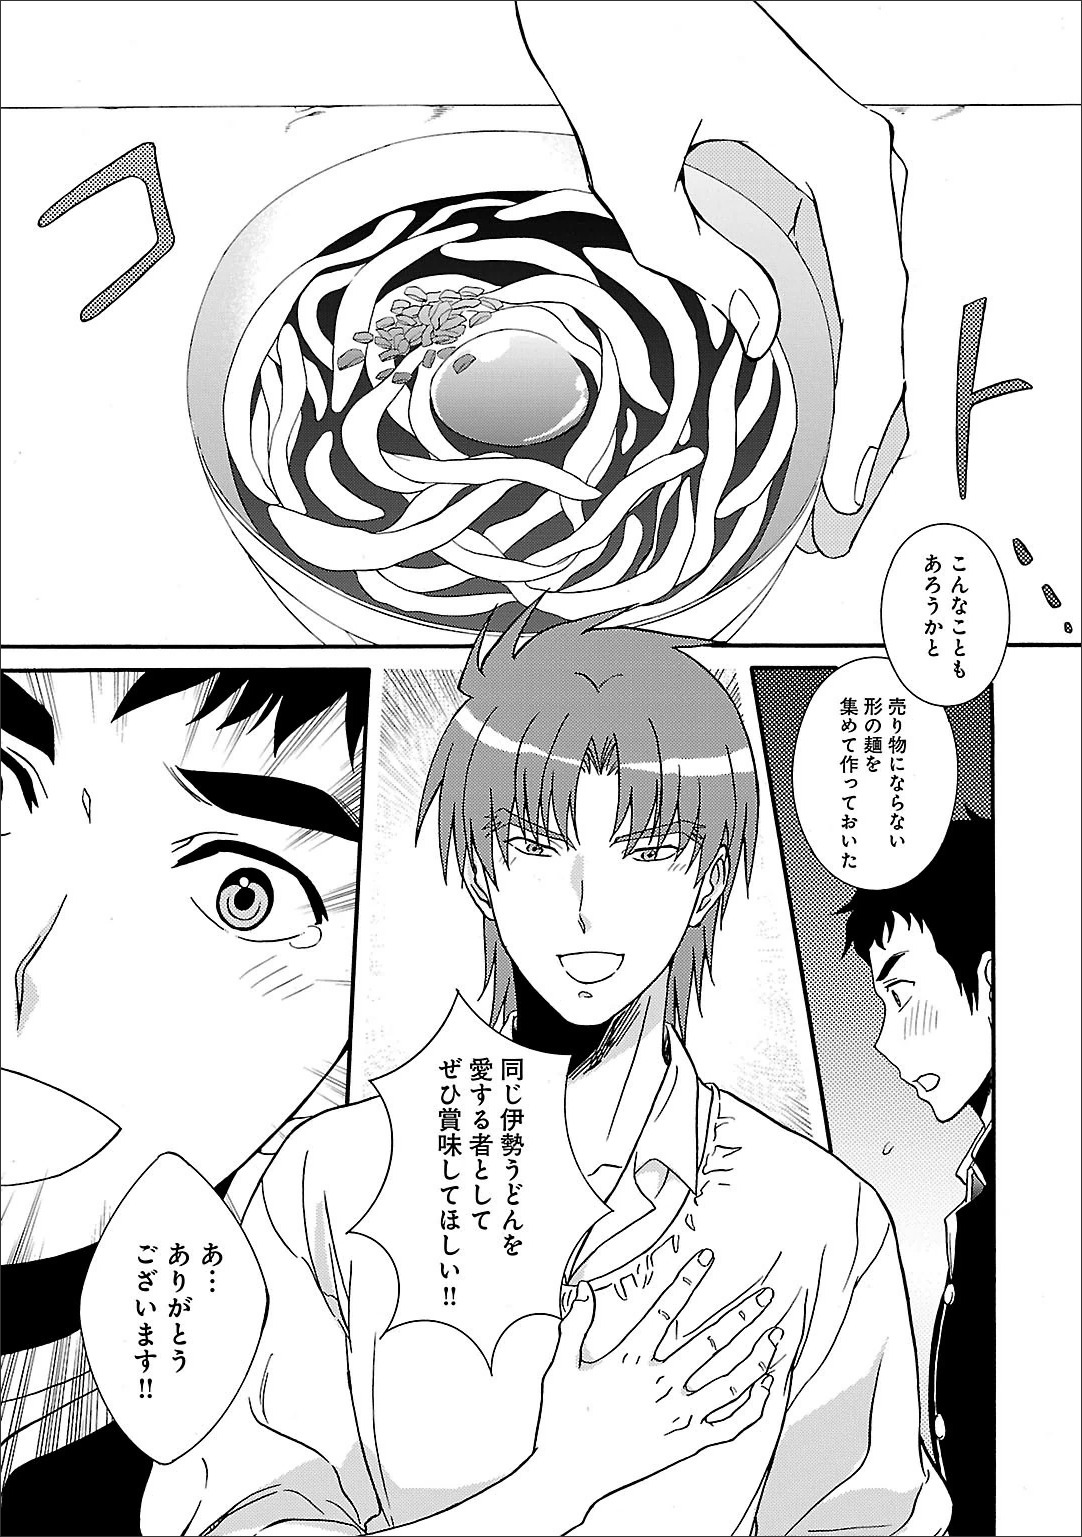 コト…
こんなことも
あろうかと
売り物にならない
形の麺を
集めて作っておいた
同じ伊勢うどんを
愛する者として
ぜひ賞味してほしい!!
あ…
ありがとう
ございます!!